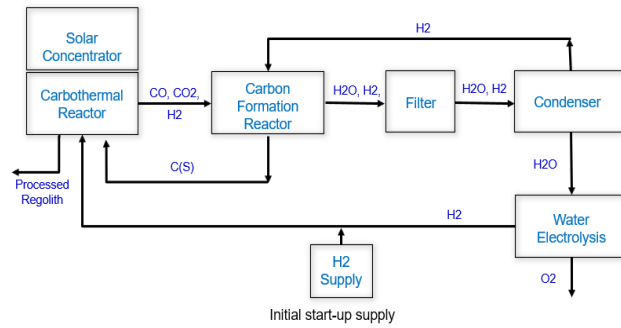 H2
Solar
Concentrator
Carbothermal
Reactor
CO, CO2,
H2
Carbon
Formation
Reactor
H2O, H2,
Filter
H2O, H2
Condenser
H2O
C(S)
Processed
Regolith
H2
Water
Electrolysis
H2
Supply
O2
Initial start-up supply